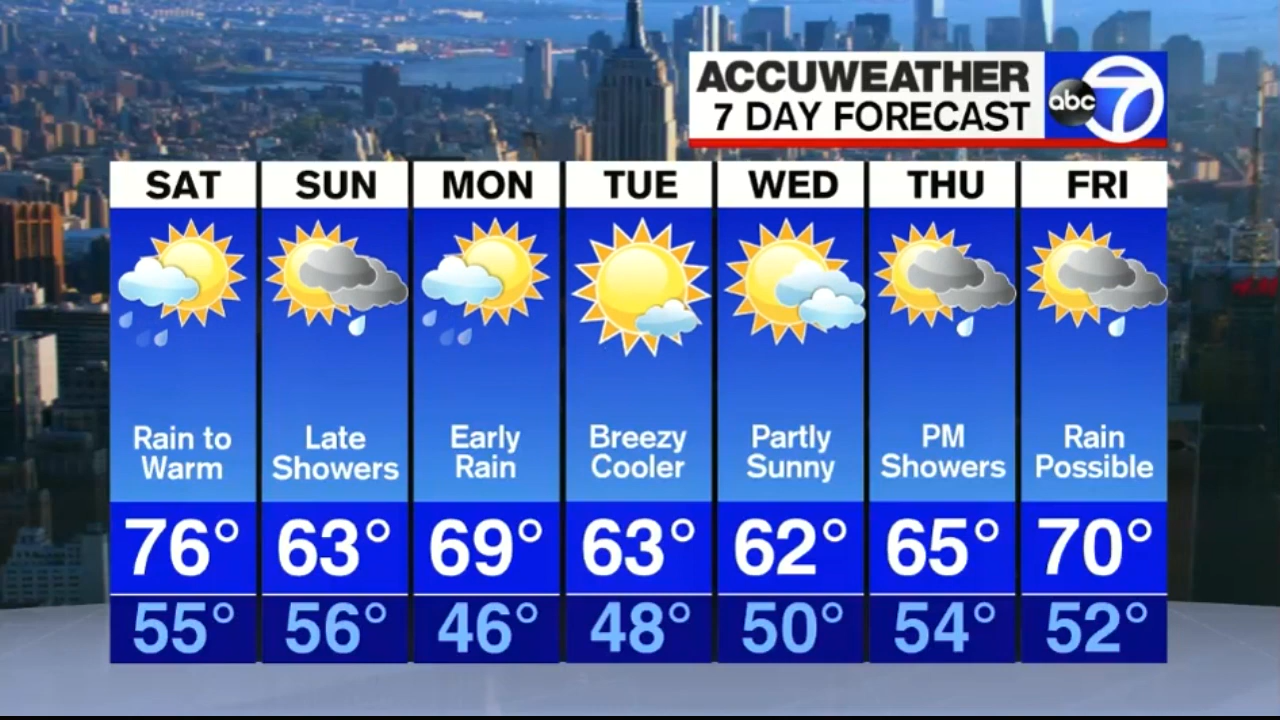 ACCUWEATHER
7 DAY FORECAST
abc 7
SAT SUN MON TUE WED THU FRI
Rain to Warm
Late Showers
Early Rain
Breezy Cooler
Partly Sunny
PM Showers
Rain Possible
76° 63° 69° 63° 62° 65° 70°
55° 56° 46° 48° 50° 54° 52°